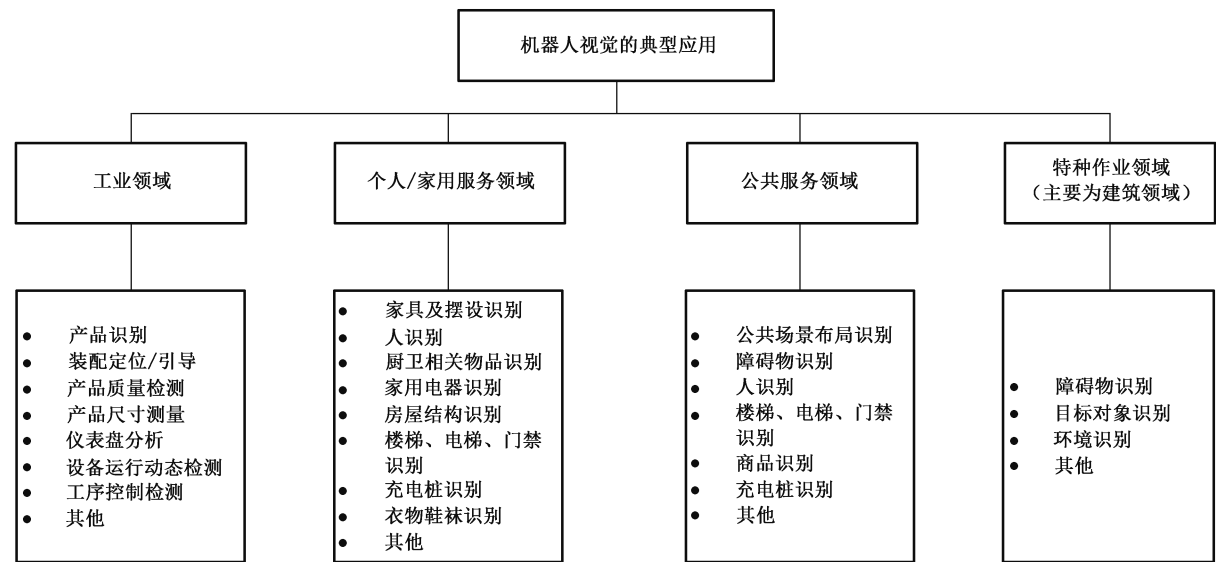 机器人视觉的典型应用
工业领域
个人/家用服务领域
公共服务领域
特种作业领域
（主要为建筑领域）
● 产品识别
● 装配定位/引导
● 产品质量检测
● 产品尺寸测量
● 仪表盘分析
● 设备运行动态检测
● 工序控制检测
● 其他
● 家具及摆设识别
● 人识别
● 厨卫相关物品识别
● 家用电器识别
● 房屋结构识别
● 楼梯、电梯、门禁
识别
● 充电桩识别
● 衣物鞋袜识别
● 其他
● 公共场景布局识别
● 障碍物识别
● 人识别
● 楼梯、电梯、门禁
识别
● 商品识别
● 充电桩识别
● 其他
● 障碍物识别
● 目标对象识别
● 环境识别
● 其他